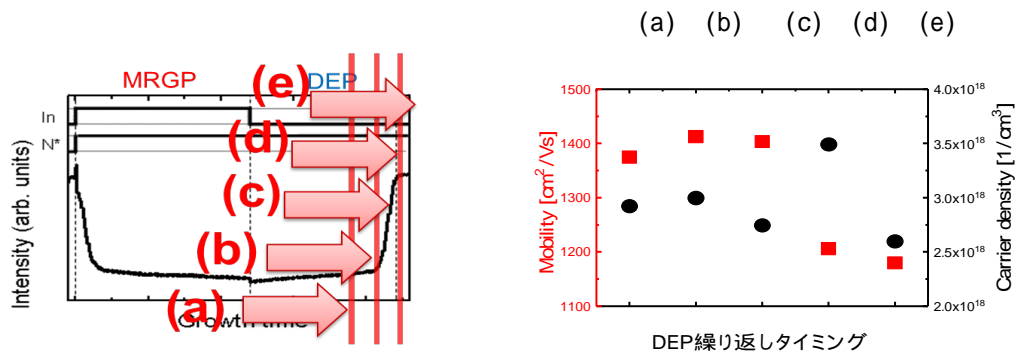 (a) (b) (c) (d) (e)
MRGP DEP
In
N*
(e)
(d)
(c)
(b)
(a)
Intensity (arb. units)
Growth time
1500
1400
1300
1200
1100
Mobility [cm²/Vs]
4.0x10¹⁸
3.5x10¹⁸
3.0x10¹⁸
2.5x10¹⁸
2.0x10¹⁸
Carrier density [1/cm³]
DEP繰り返しタイミング